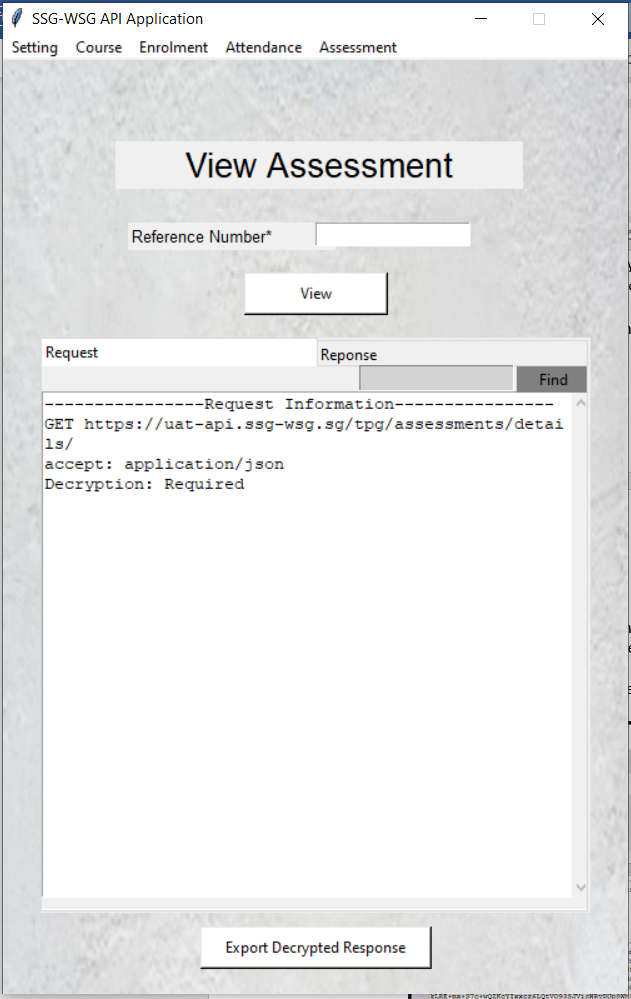 SSG-WSG API Application
Setting Course Enrolment Attendance Assessment
View Assessment
Reference Number*
View
Request
Reponse
Find
----------------Request Information----------------
GET https://uat-api.ssg-wsg.sg/tpg/assessments/detai
ls/
accept: application/json
Decryption: Required
Export Decrypted Response